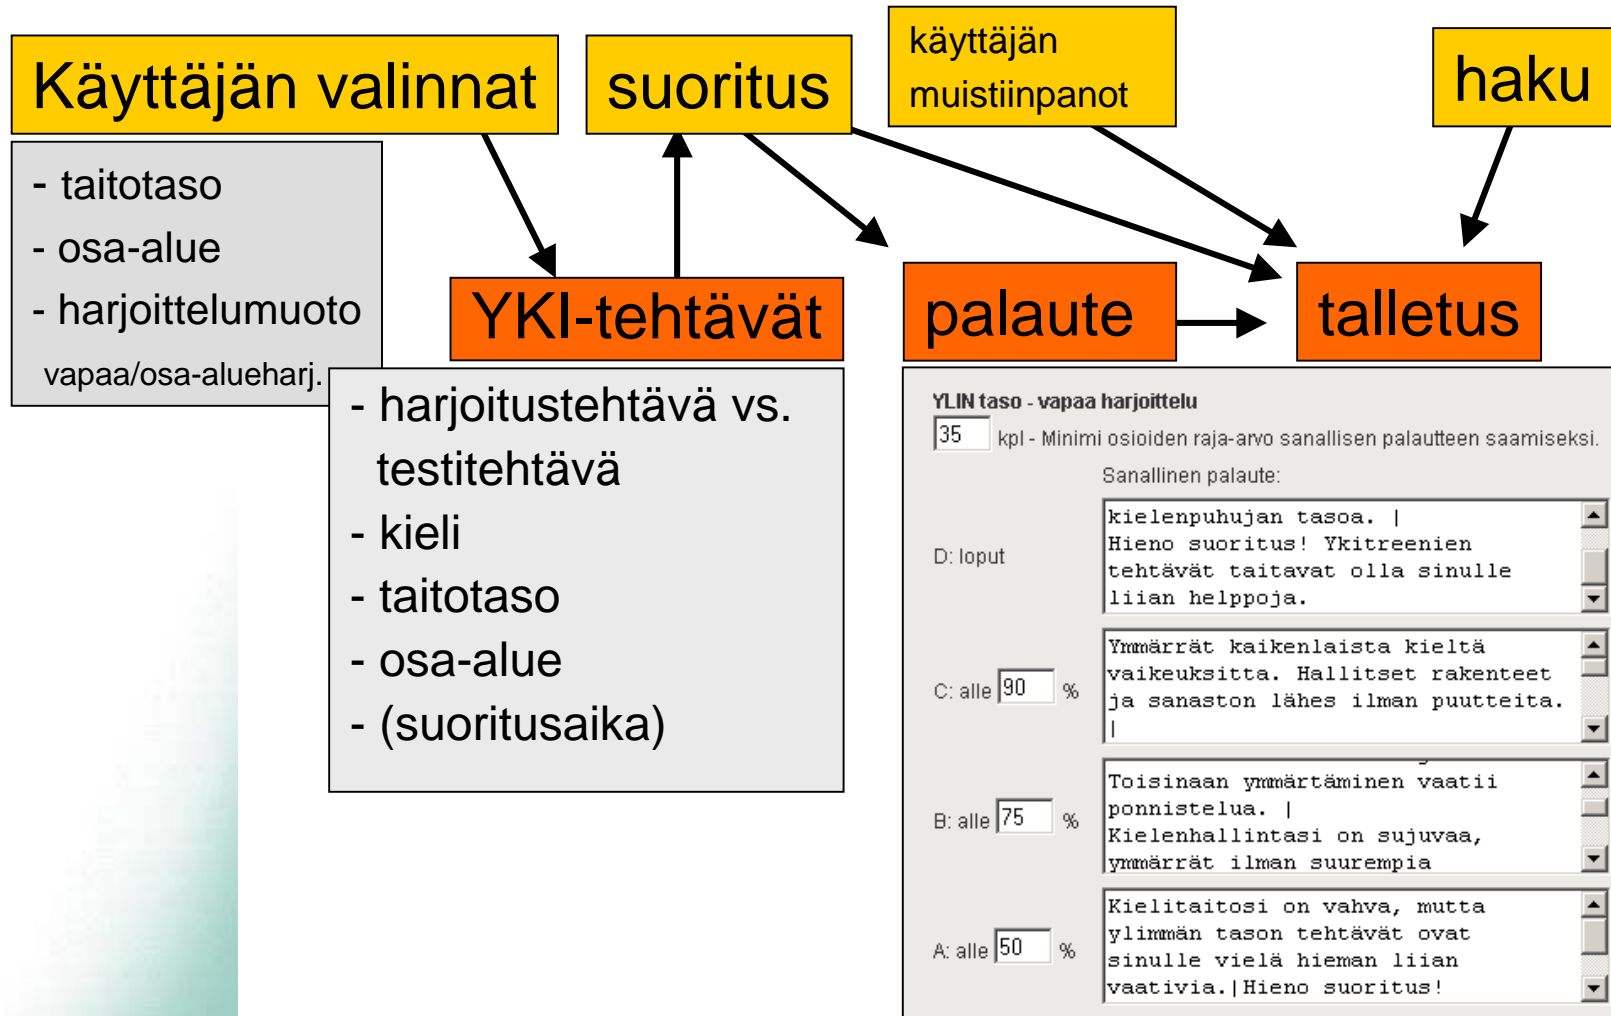 Käyttäjän valinnat
suoritus
käyttäjän
muistiinpanot
haku
- taitotaso
- osa-alue
- harjoittelumuoto
vapaa/osa-alueharj.
YKI-tehtävät
palaute
talletus
- harjoitustehtävä vs.
testitehtävä
- kieli
- taitotaso
- osa-alue
- (suoritusaika)
YLIN taso - vapaa harjoittelu
35 kpl - Minimi osioiden raja-arvo sanallisen palautteen saamiseksi.
Sanallinen palaute:
D: loput
kielenpuhujan tasoa. |
Hieno suoritus! Ykitreenien
tehtävät taitavat olla sinulle
liian helppoja.
C: alle 90 %
Ymmärrät kaikenlaista kieltä
vaikeuksitta. Hallitset rakenteet
ja sanaston lähes ilman puutteita.
|
B: alle 75 %
Toisinaan ymmärtäminen vaatii
ponnistelua. |
Kielenhallintasi on sujuvaa,
ymmärrät ilman suurempia
A: alle 50 %
Kielitaitosi on vahva, mutta
ylimmän tason tehtävät ovat
sinulle vielä hieman liian
vaativia.|Hieno suoritus!